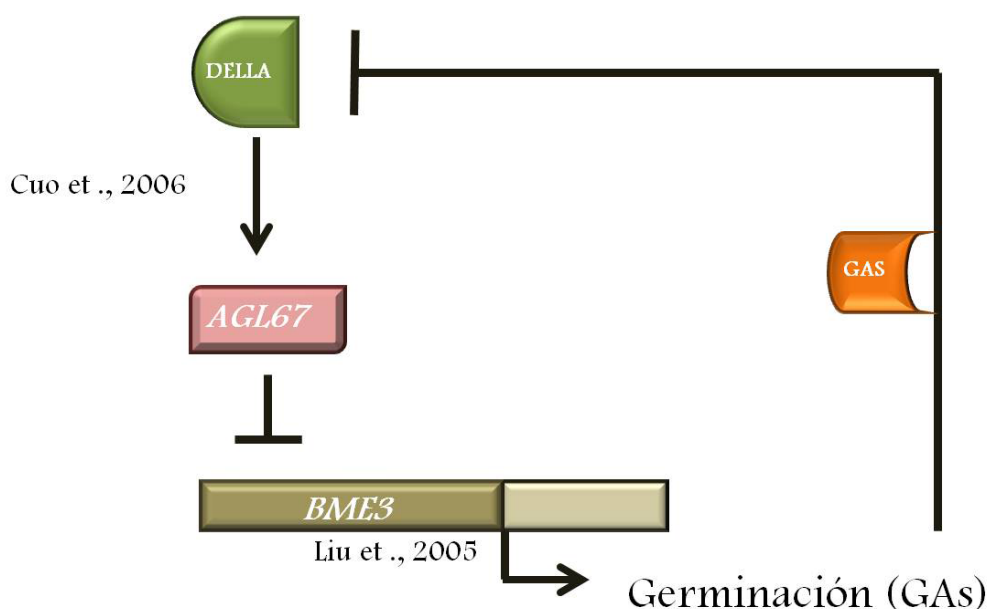 DELLA
Cuo et ., 2006
GAS
AGL67
BME3
Liu et ., 2005
Germinación (GAs)